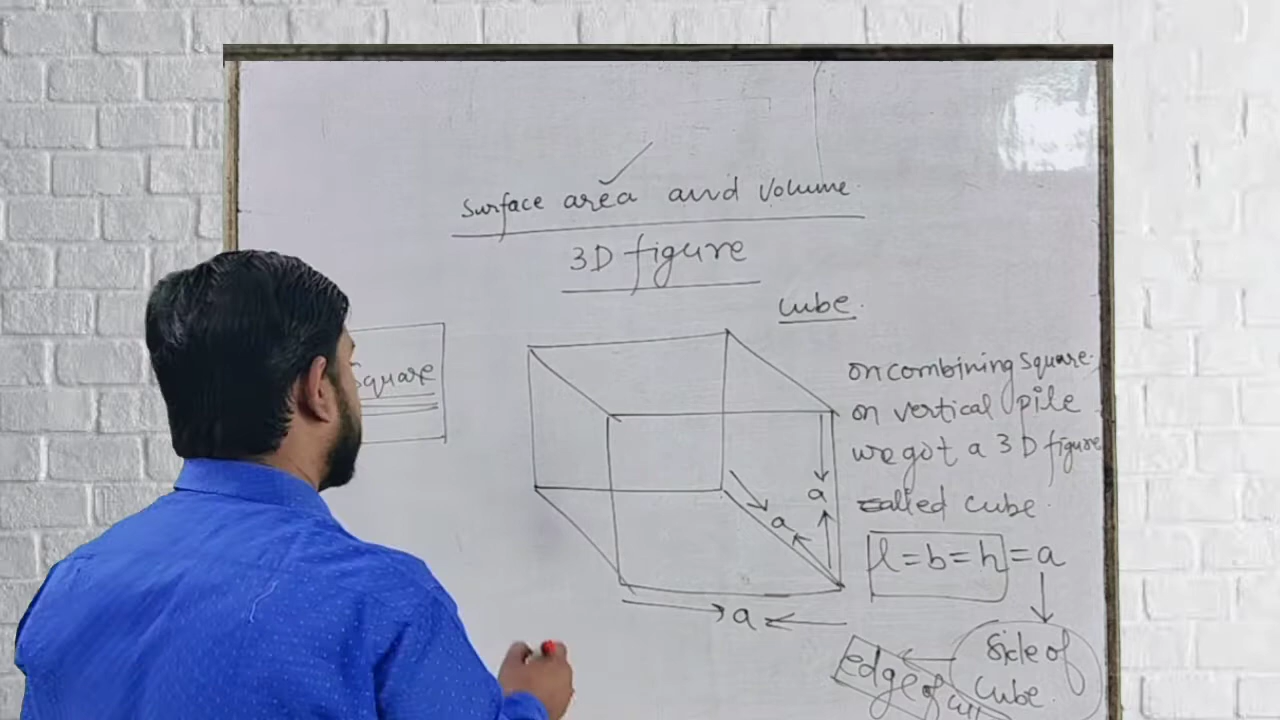 Surface area and volume.
3D figure
cube.
Square
on combining square.
on vertical pile
we got a 3D figure
called cube.
a
a
l = b = h = a
a
side of
cube.
edge of